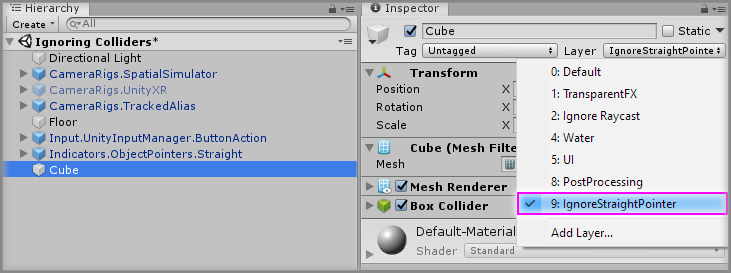 Hierarchy
Create
All
Ignoring Colliders*
Directional Light
CameraRigs.SpatialSimulator
CameraRigs.UnityXR
CameraRigs.TrackedAlias
Floor
Input.UnityInputManager.ButtonAction
Indicators.ObjectPointers.Straight
Cube
Inspector
Cube
Static
Tag Untagged Layer IgnoreStraightPointe
Transform
Position X
Rotation X
Scale X
Cube (Mesh Filte
Mesh
Mesh Renderer
Box Collider
Default-Material
Shader Standard
0: Default
1: TransparentFX
2: Ignore Raycast
4: Water
5: UI
8: PostProcessing
9: IgnoreStraightPointer
Add Layer...